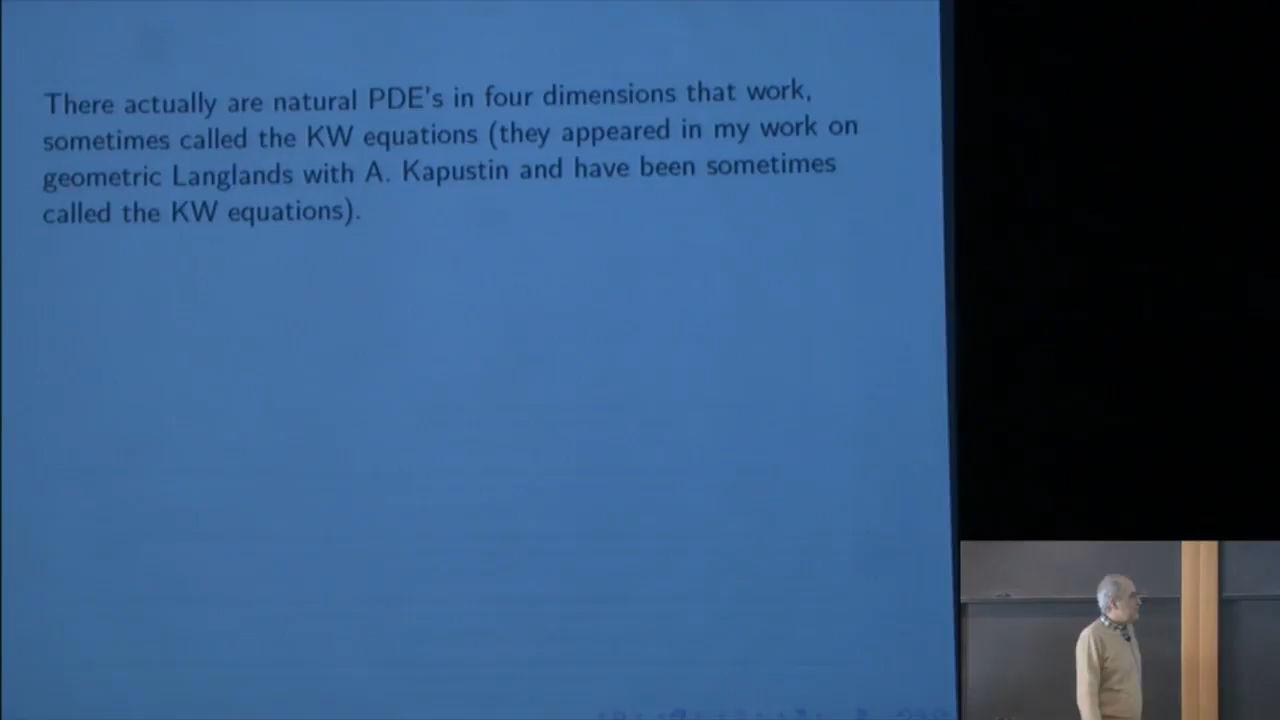 There actually are natural PDE's in four dimensions that work,
sometimes called the KW equations (they appeared in my work on
geometric Langlands with A. Kapustin and have been sometimes
called the KW equations).